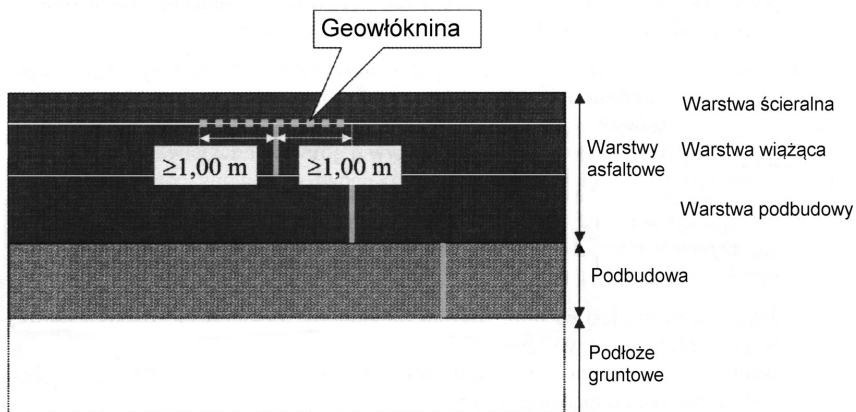 Geowłóknina
≥1,00 m
≥1,00 m
Warstwy
asfaltowe
Warstwa ścieralna
Warstwa wiążąca
Warstwa podbudowy
Podbudowa
Podłoże
gruntowe